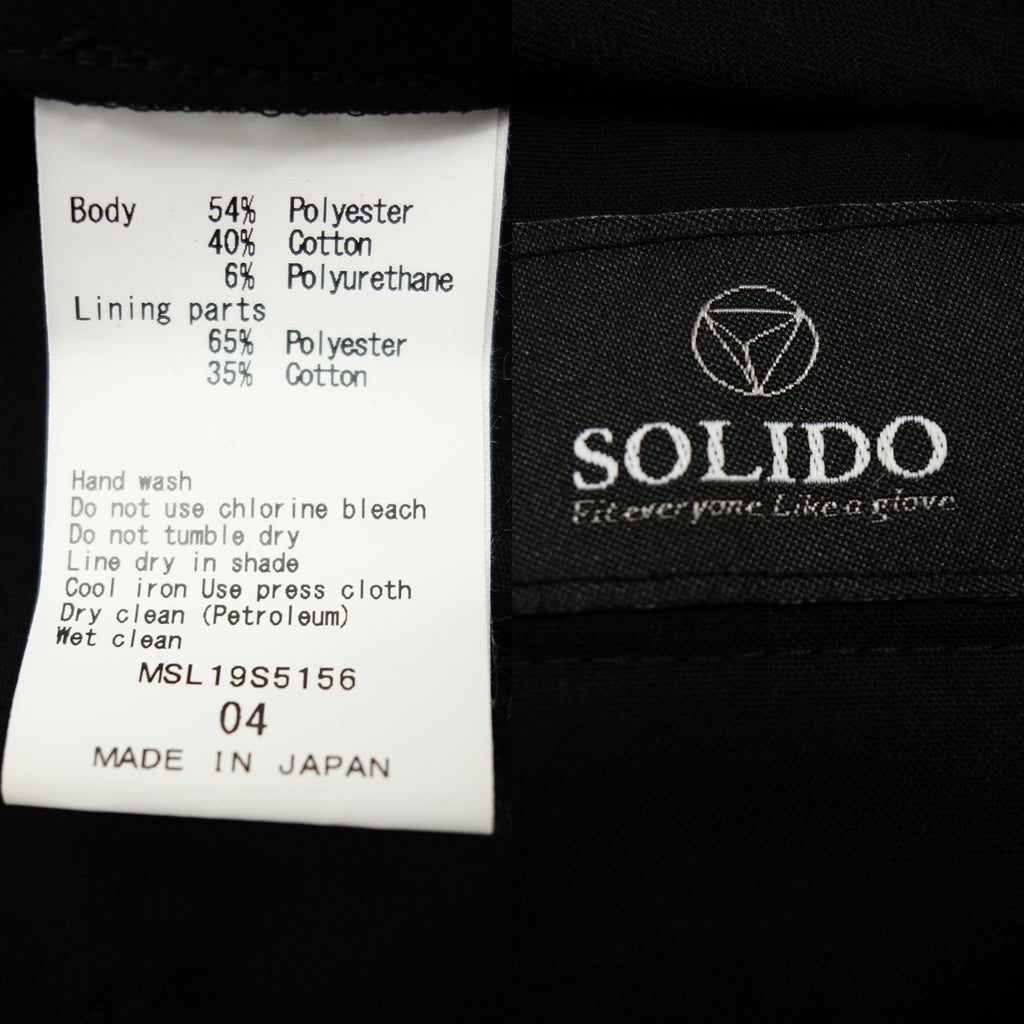 Body 54% Polyester
40% Cotton
6% Polyurethane
Lining parts
65% Polyester
35% Cotton
Hand wash
Do not use chlorine bleach
Do not tumble dry
Line dry in shade
Cool iron Use press cloth
Dry clean (Petroleum)
Wet clean
MSL19S5156
04
MADE IN JAPAN
SOLIDO
Fit everyone Like a glove